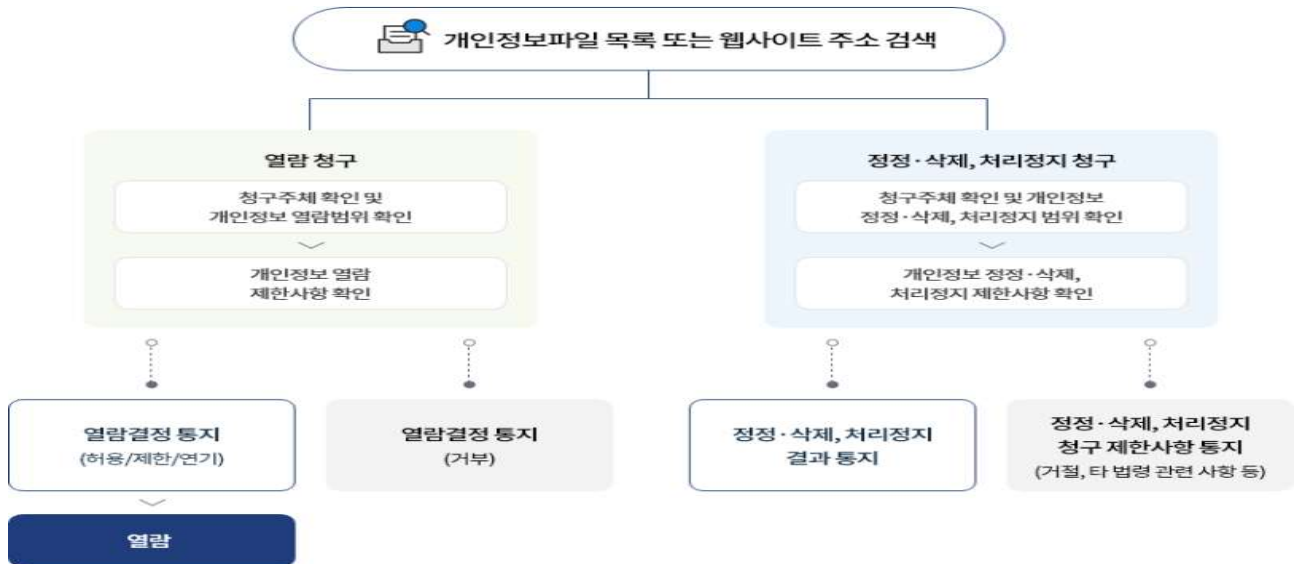 개인정보파일 목록 또는 웹사이트 주소 검색
열람 청구
청구주체 확인 및
개인정보 열람범위 확인
개인정보 열람
제한사항 확인
정정·삭제, 처리정지 청구
청구주체 확인 및 개인정보
정정·삭제, 처리정지 범위 확인
개인정보 정정·삭제,
처리정지 제한사항 확인
열람결정 통지
(허용/제한/연기)
열람
열람결정 통지
(거부)
정정·삭제, 처리정지
결과 통지
정정·삭제, 처리정지
청구 제한사항 통지
(거절, 타 법령 관련 사항 등)